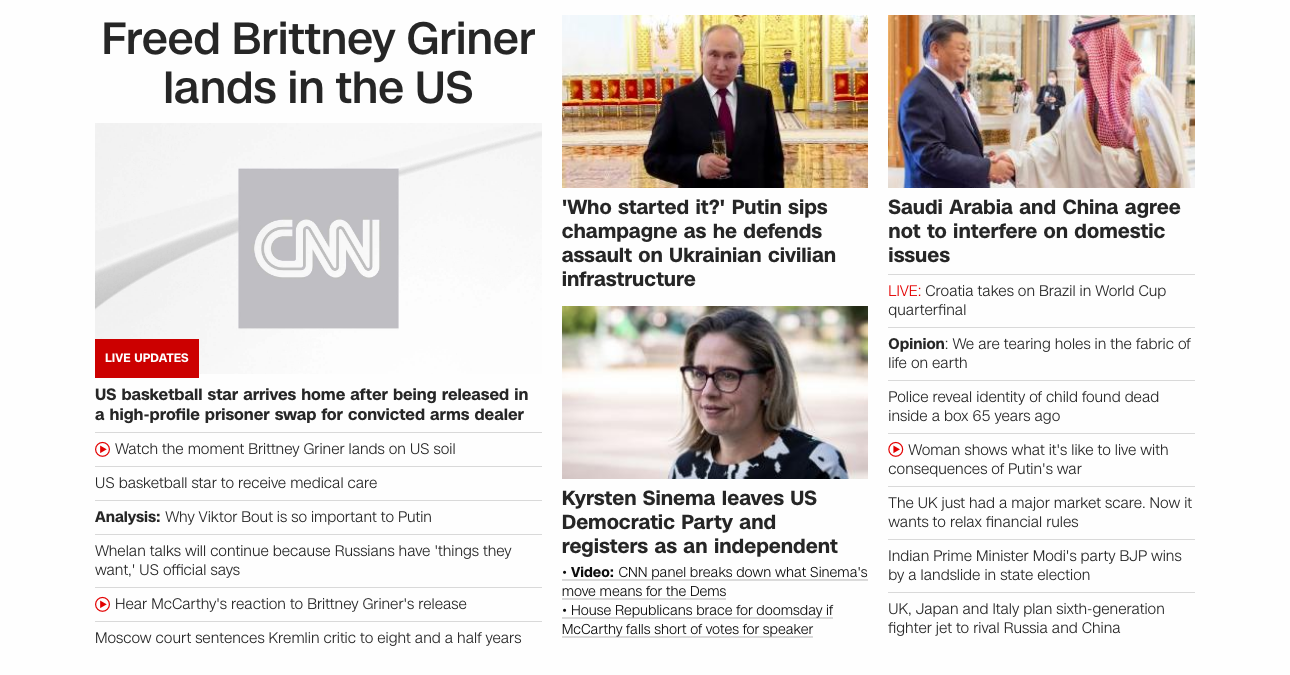 Freed Brittney Griner
lands in the US
CNN
LIVE UPDATES
US basketball star arrives home after being released in
a high-profile prisoner swap for convicted arms dealer
Watch the moment Brittney Griner lands on US soil
US basketball star to receive medical care
Analysis: Why Viktor Bout is so important to Putin
Whelan talks will continue because Russians have 'things they
want,' US official says
Hear McCarthy's reaction to Brittney Griner's release
Moscow court sentences Kremlin critic to eight and a half years
'Who started it?' Putin sips
champagne as he defends
assault on Ukrainian civilian
infrastructure
Kyrsten Sinema leaves US
Democratic Party and
registers as an independent
• Video: CNN panel breaks down what Sinema's
move means for the Dems
• House Republicans brace for doomsday if
McCarthy falls short of votes for speaker
Saudi Arabia and China agree
not to interfere on domestic
issues
LIVE: Croatia takes on Brazil in World Cup
quarterfinal
Opinion: We are tearing holes in the fabric of
life on earth
Police reveal identity of child found dead
inside a box 65 years ago
Woman shows what it's like to live with
consequences of Putin's war
The UK just had a major market scare. Now it
wants to relax financial rules
Indian Prime Minister Modi's party BJP wins
by a landslide in state election
UK, Japan and Italy plan sixth-generation
fighter jet to rival Russia and China